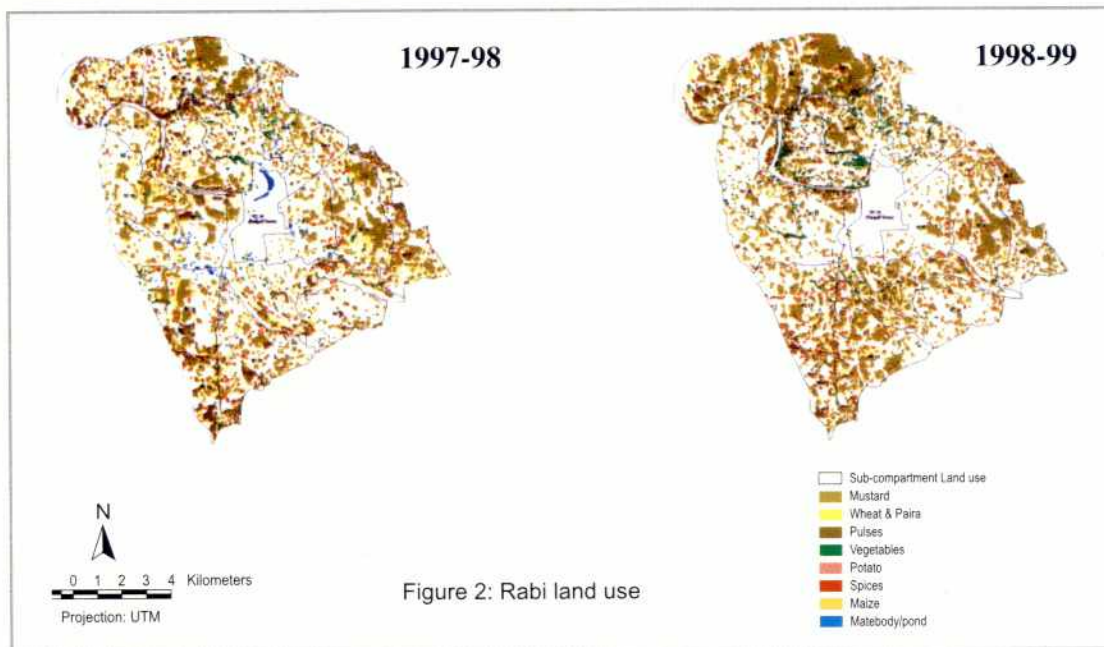 1997-98
1998-99
N
0 1 2 3 4 Kilometers
Projection: UTM
Figure 2: Rabi land use
Sub-compartment Land use
Mustard
Wheat & Paira
Pulses
Vegetables
Potato
Spices
Maize
Matebody/pond